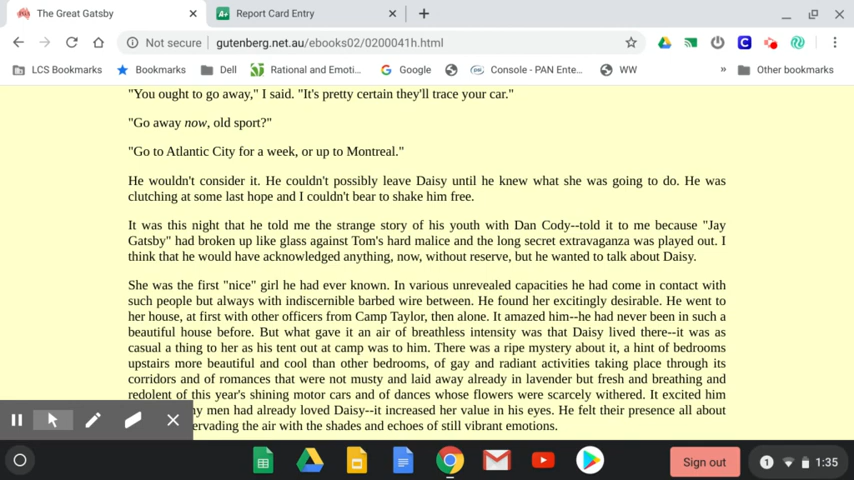 The Great Gatsby
Report Card Entry
Not secure | gutenberg.net.au/ebooks02/0200041h.html
LCS Bookmarks Bookmarks Dell Rational and Emoti... Google Console - PAN Ente... WW » Other bookmarks
"You ought to go away," I said. "It's pretty certain they'll trace your car."
"Go away now, old sport?"
"Go to Atlantic City for a week, or up to Montreal."
He wouldn't consider it. He couldn't possibly leave Daisy until he knew what she was going to do. He was
clutching at some last hope and I couldn't bear to shake him free.
It was this night that he told me the strange story of his youth with Dan Cody--told it to me because "Jay
Gatsby" had broken up like glass against Tom's hard malice and the long secret extravaganza was played out. I
think that he would have acknowledged anything, now, without reserve, but he wanted to talk about Daisy.
She was the first "nice" girl he had ever known. In various unrevealed capacities he had come in contact with
such people but always with indiscernible barbed wire between. He found her excitingly desirable. He went to
her house, at first with other officers from Camp Taylor, then alone. It amazed him--he had never been in such a
beautiful house before. But what gave it an air of breathless intensity was that Daisy lived there--it was as
casual a thing to her as his tent out at camp was to him. There was a ripe mystery about it, a hint of bedrooms
upstairs more beautiful and cool than other bedrooms, of gay and radiant activities taking place through its
corridors and of romances that were not musty and laid away already in lavender but fresh and breathing and
redolent of this year's shining motor cars and of dances whose flowers were scarcely withered. It excited him
ny men had already loved Daisy--it increased her value in his eyes. He felt their presence all about
ervading the air with the shades and echoes of still vibrant emotions.
Sign out 1 1:35